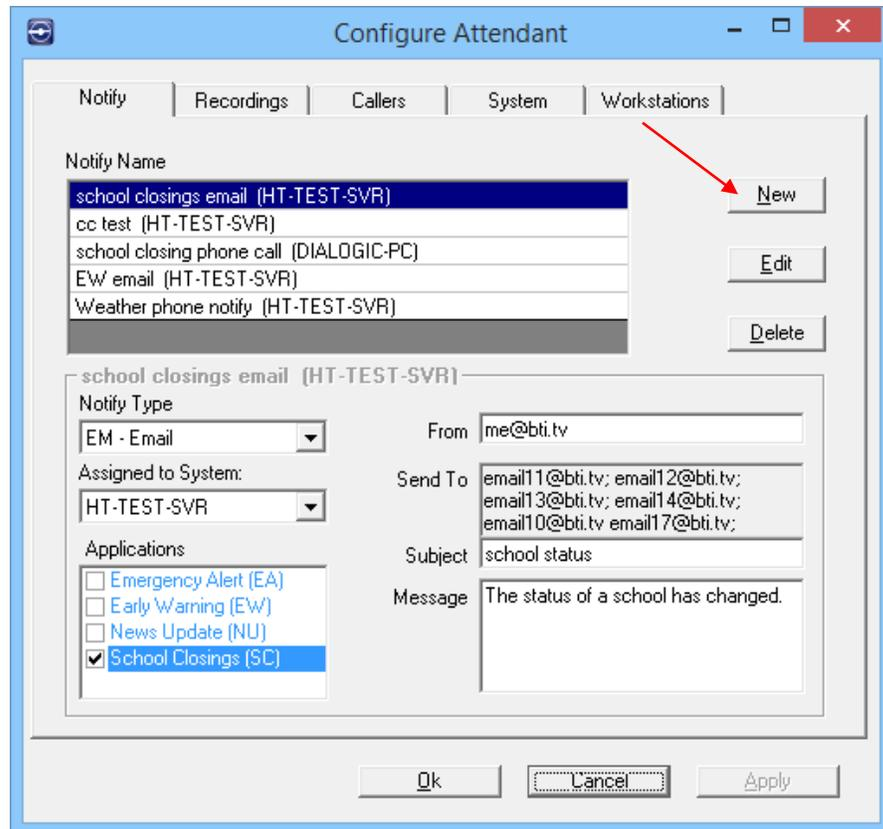 Configure Attendant
Notify
Recordings
Callers
System
Workstations
Notify Name
school closings email (HT-TEST-SVR)
cc test (HT-TEST-SVR)
school closing phone call (DIALOGIC-PC)
EW email (HT-TEST-SVR)
Weather phone notify (HT-TEST-SVR)
New
Edit
Delete
school closings email (HT-TEST-SVR)
Notify Type
EM - Email
Assigned to System:
HT-TEST-SVR
Applications
Emergency Alert (EA)
Early Warning (EW)
News Update (NU)
School Closings (SC)
From
me@bti.tv
Send To
email11@bti.tv; email12@bti.tv;
email13@bti.tv; email14@bti.tv;
email10@bti.tv email17@bti.tv;
Subject
school status
Message
The status of a school has changed.
Ok
Cancel
Apply